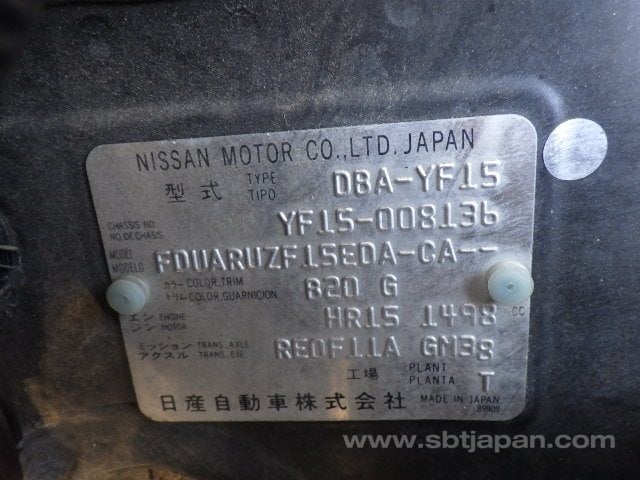 NISSAN MOTOR CO.,LTD. JAPAN
型式 TYPE TIPO DBA-YF15
CHASSIS NO. NO. DE CHASIS YF15-008136
MODEL MODELO FDUARUZF15EDA-CA--
カラー COLOR, TRIM トリム COLOR, GUARNICION B20 G
エンジン ENGINE MOTOR HR15 1498 CC
ミッション TRANS. AXLE アクスル TRANS. EJE RE0F11A GM38
工場 PLANT PLANTA T
日産自動車株式会社 MADE IN JAPAN
89909
www.sbtjapan.com